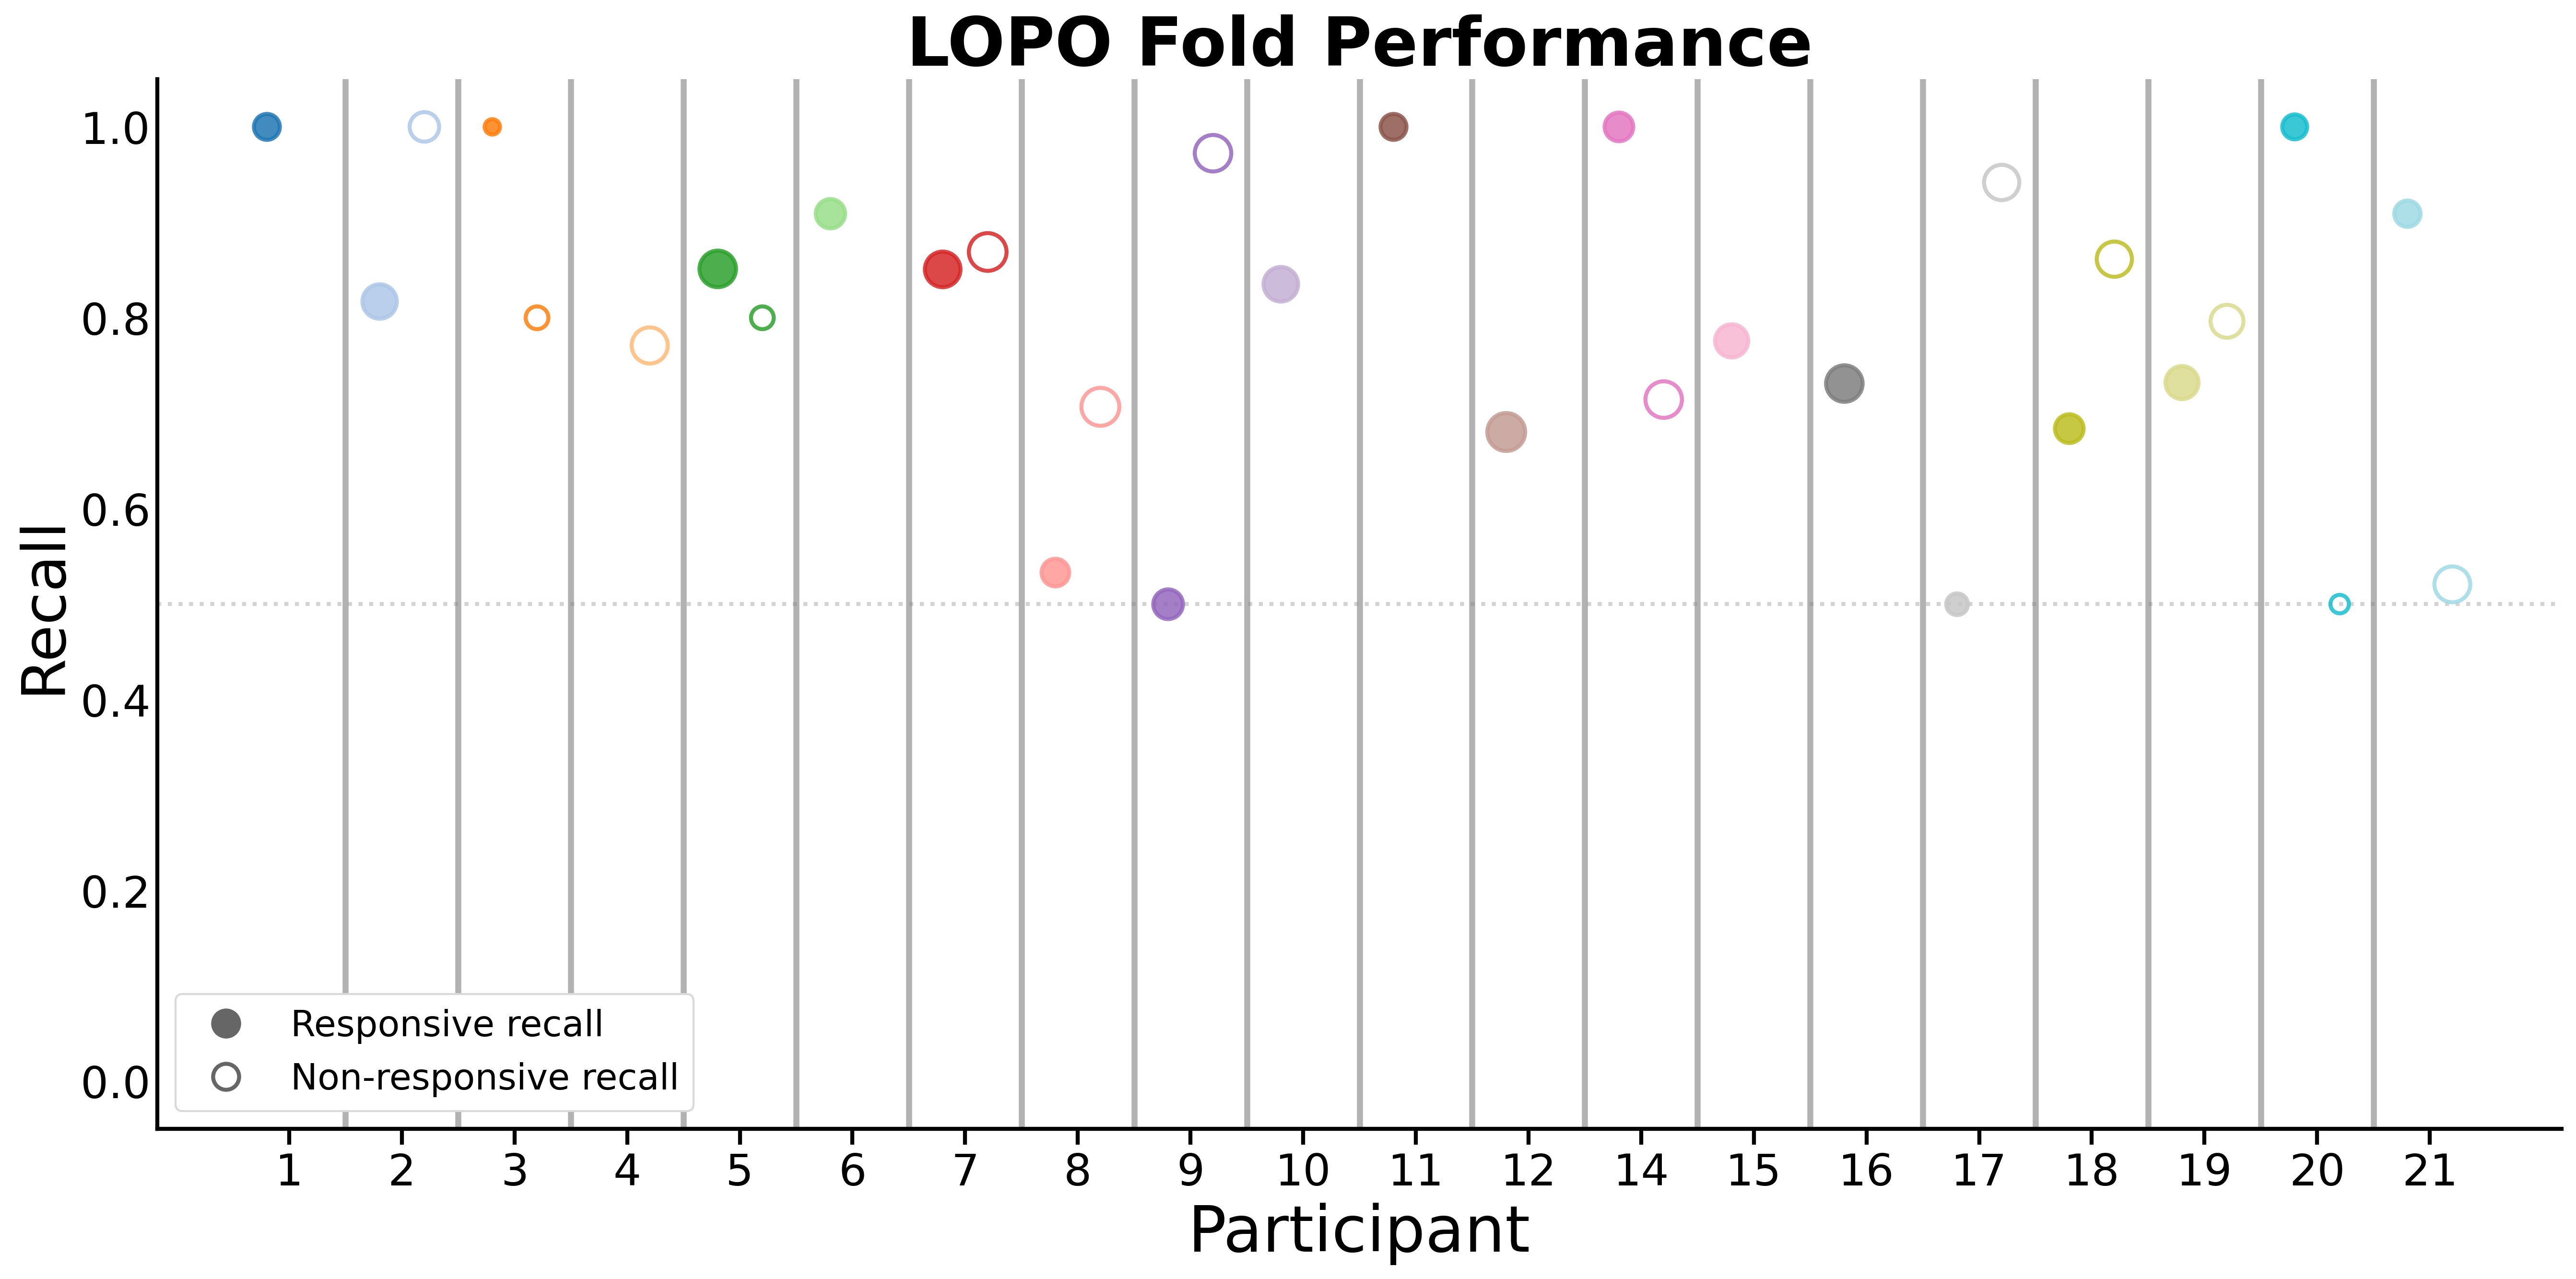 LOPO Fold Performance
Recall
1.0
0.8
0.6
0.4
0.2
0.0
Responsive recall
Non-responsive recall
1 2 3 4 5 6 7 8 9 10 11 12 14 15 16 17 18 19 20 21
Participant